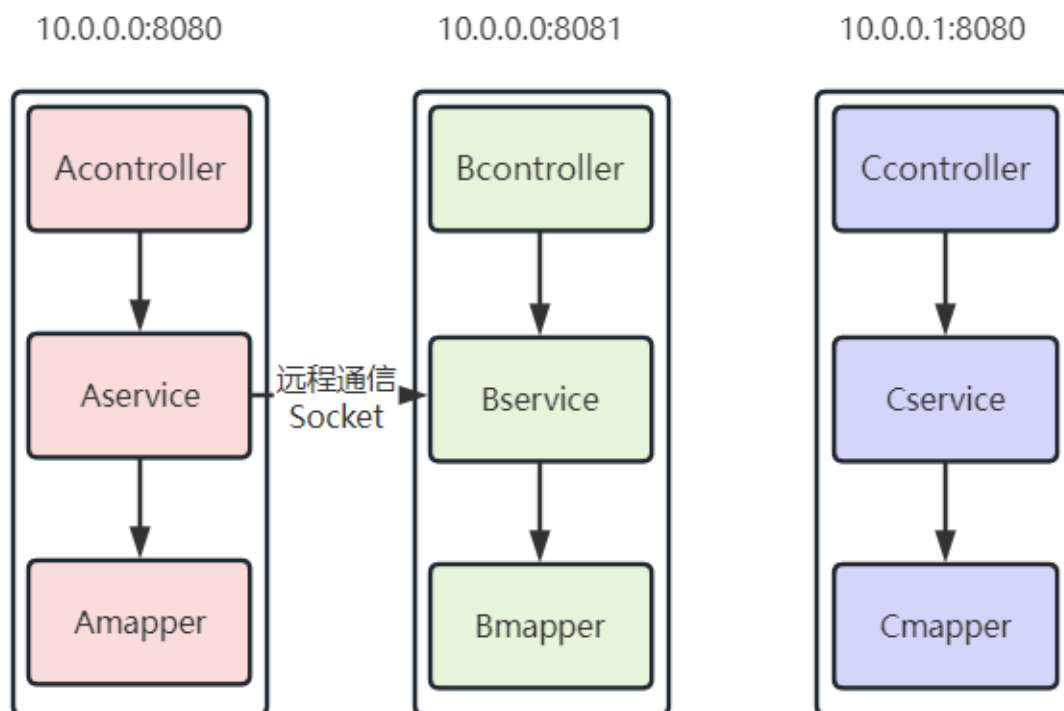 10.0.0.0:8080
10.0.0.0:8081
10.0.0.1:8080
Acontroller
Bcontroller
Ccontroller
Aservice
远程通信
Socket
Bservice
Cservice
Amapper
Bmapper
Cmapper